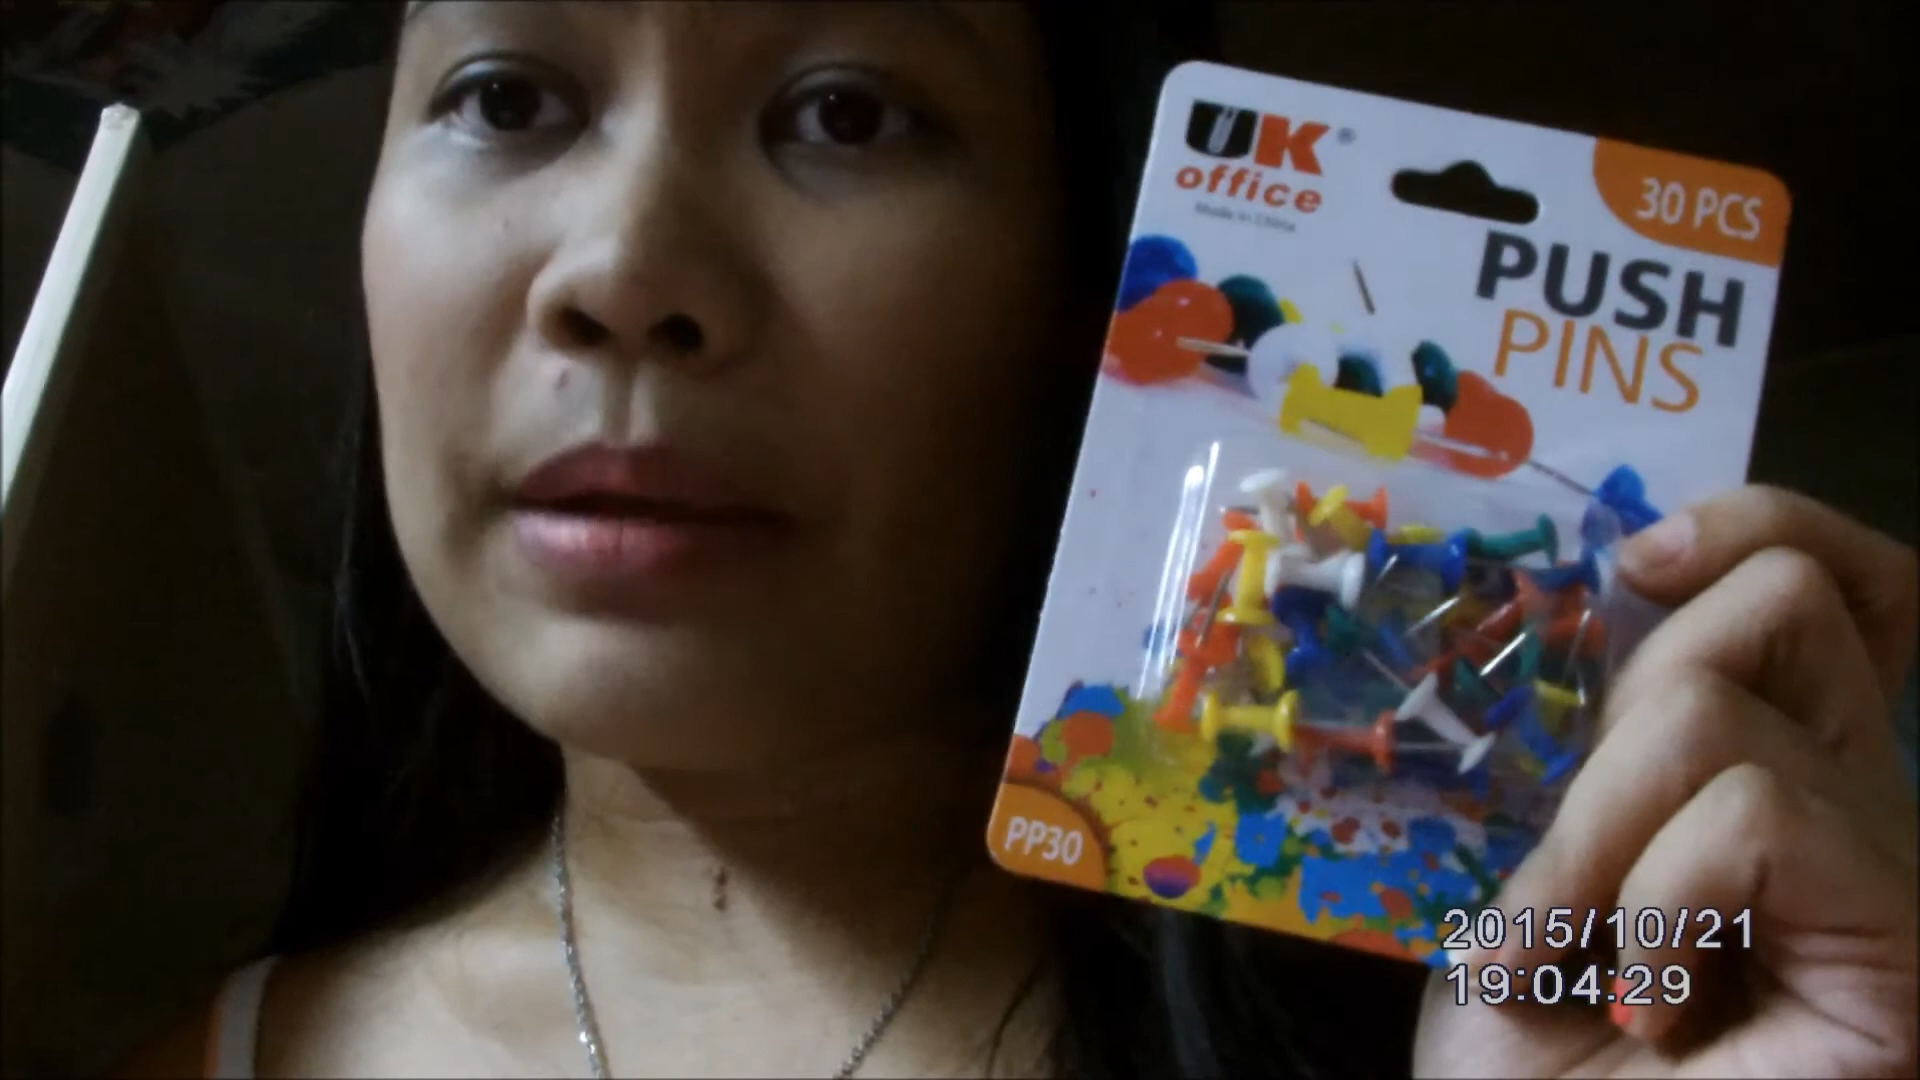 UK®
office
Made in China
30 PCS
PUSH
PINS
PP30
2015/10/21
19:04:29